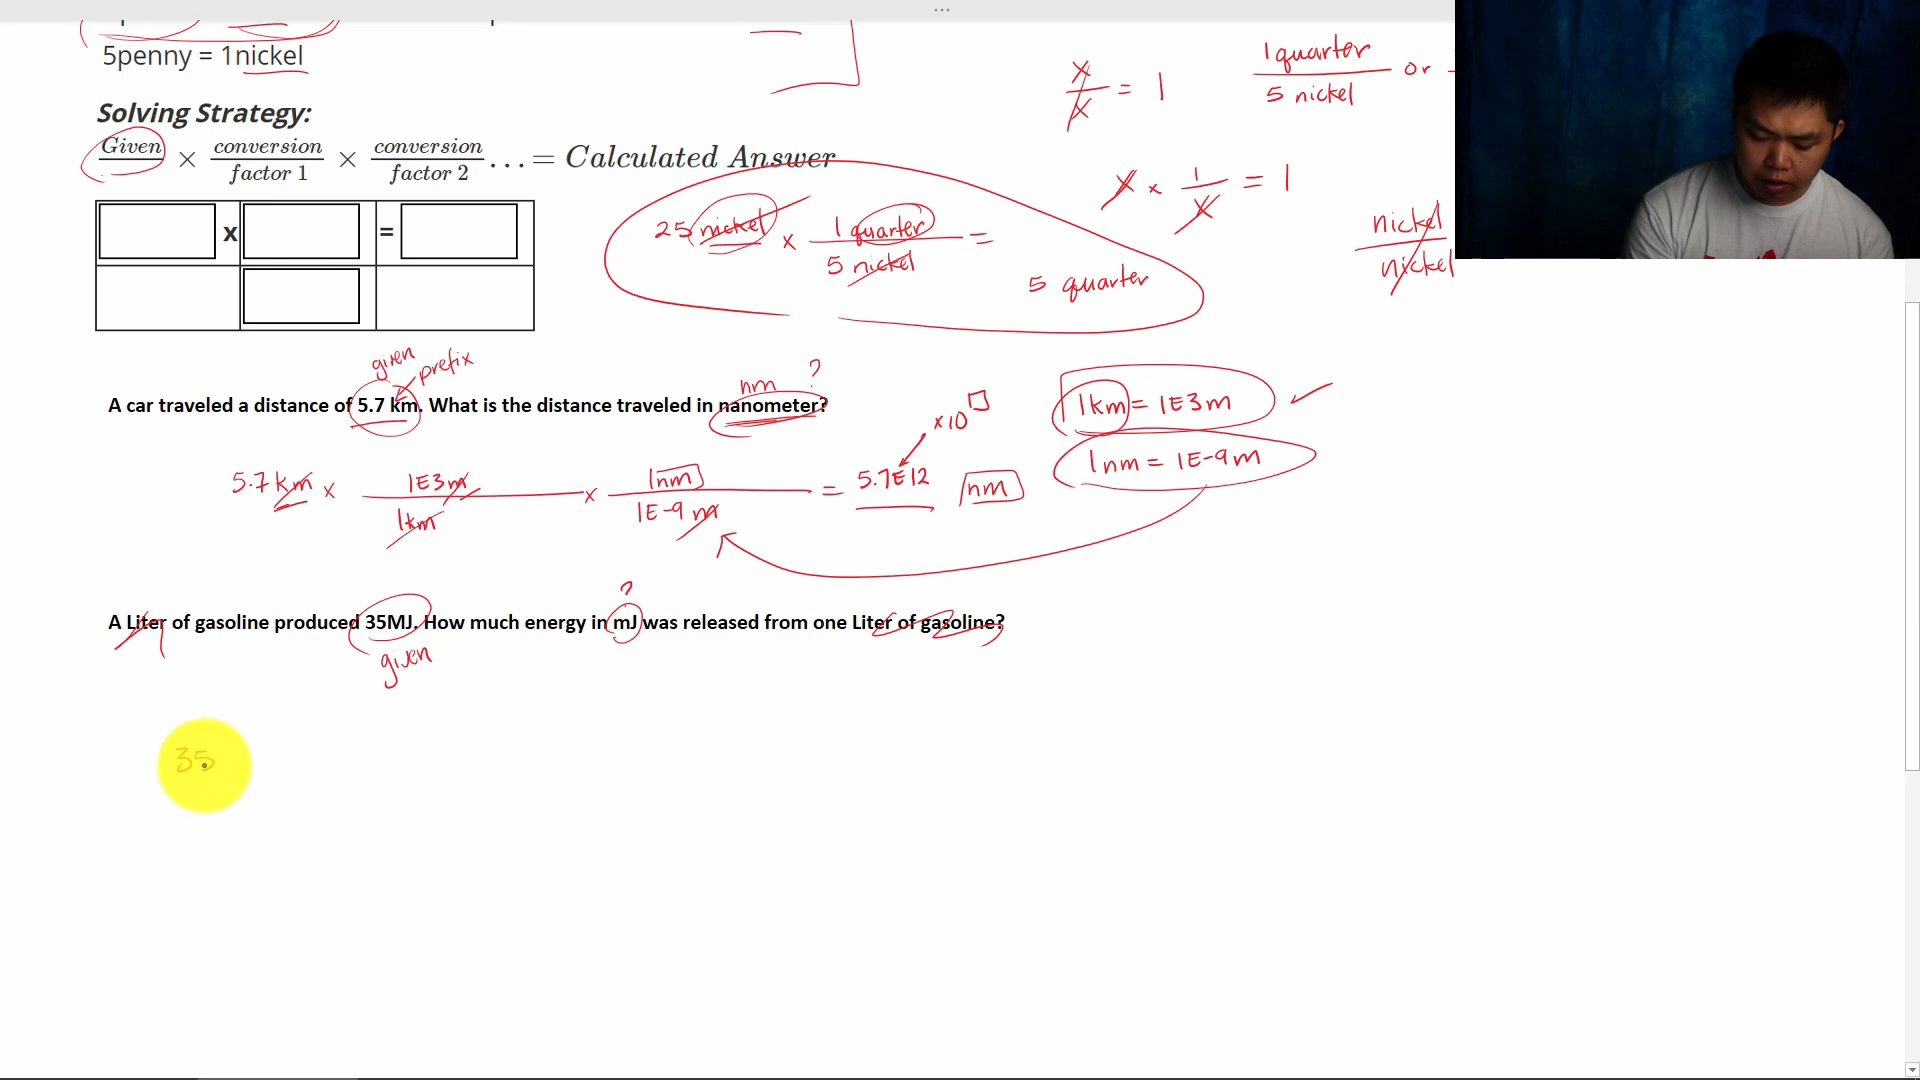 ...
5penny = 1nickel
Solving Strategy:
Given × conversion factor 1 × conversion factor 2 ... = Calculated Answer
x =
x/x = 1
1 quarter / 5 nickel or
x × 1/x = 1
nickel / nickel
25 nickel × 1 quarter / 5 nickel =
5 quarter
given
prefix
nm ?
A car traveled a distance of 5.7 km. What is the distance traveled in nanometer?
×10
1km = 1E3m
1nm = 1E-9m
5.7 km × 1E3m / 1km × 1nm / 1E-9 m = 5.7E12 nm
?
A Liter of gasoline produced 35MJ. How much energy in mJ was released from one Liter of gasoline?
given
35